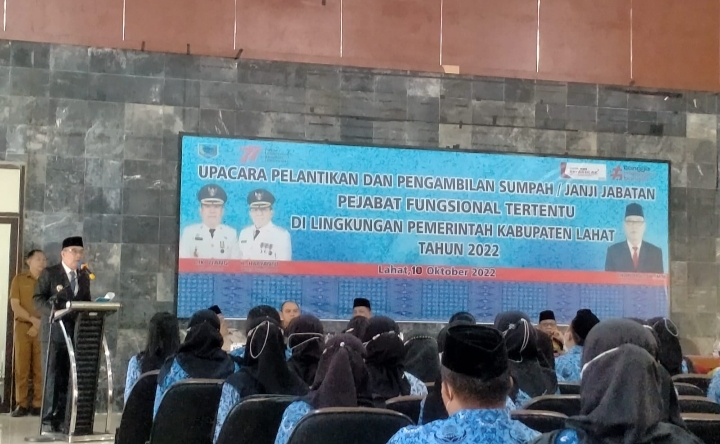 UPACARA PELANTIKAN DAN PENGAMBILAN SUMPAH / JANJI JABATAN
PEJABAT FUNGSIONAL TERTENTU
DI LINGKUNGAN PEMERINTAH KABUPATEN LAHAT
TAHUN 2022
Lahat, 10 Oktober 2022